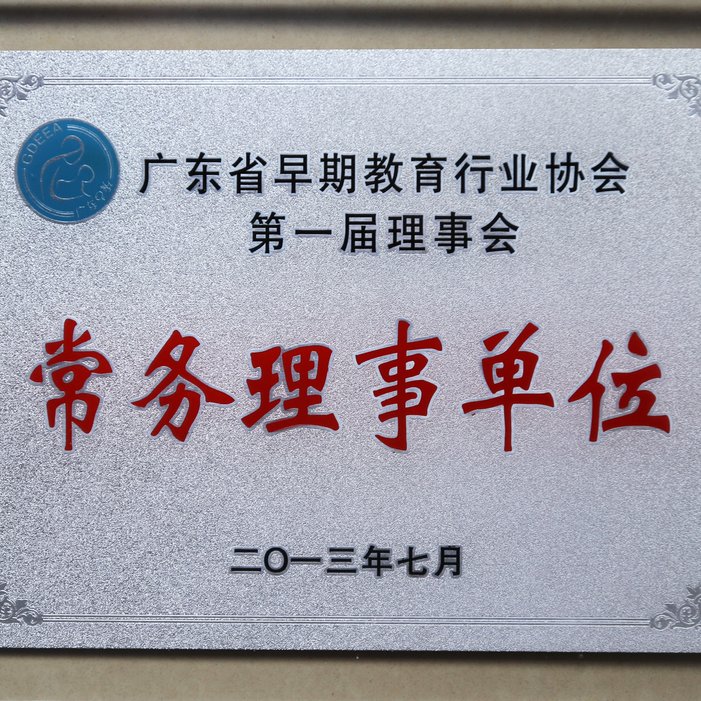 GDEEA
广东省早期教育行业协会
第一届理事会
常务理事单位
二〇一三年七月